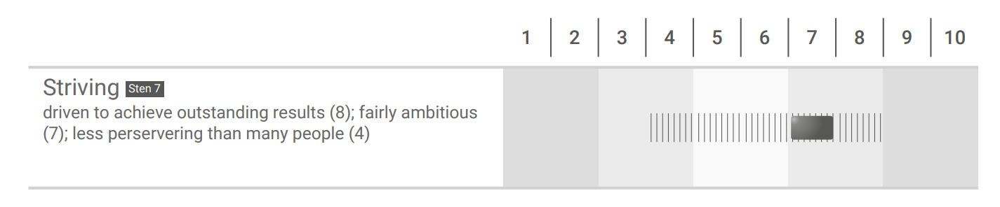 1 2 3 4 5 6 7 8 9 10
Striving Sten 7
driven to achieve outstanding results (8); fairly ambitious
(7); less perservering than many people (4)